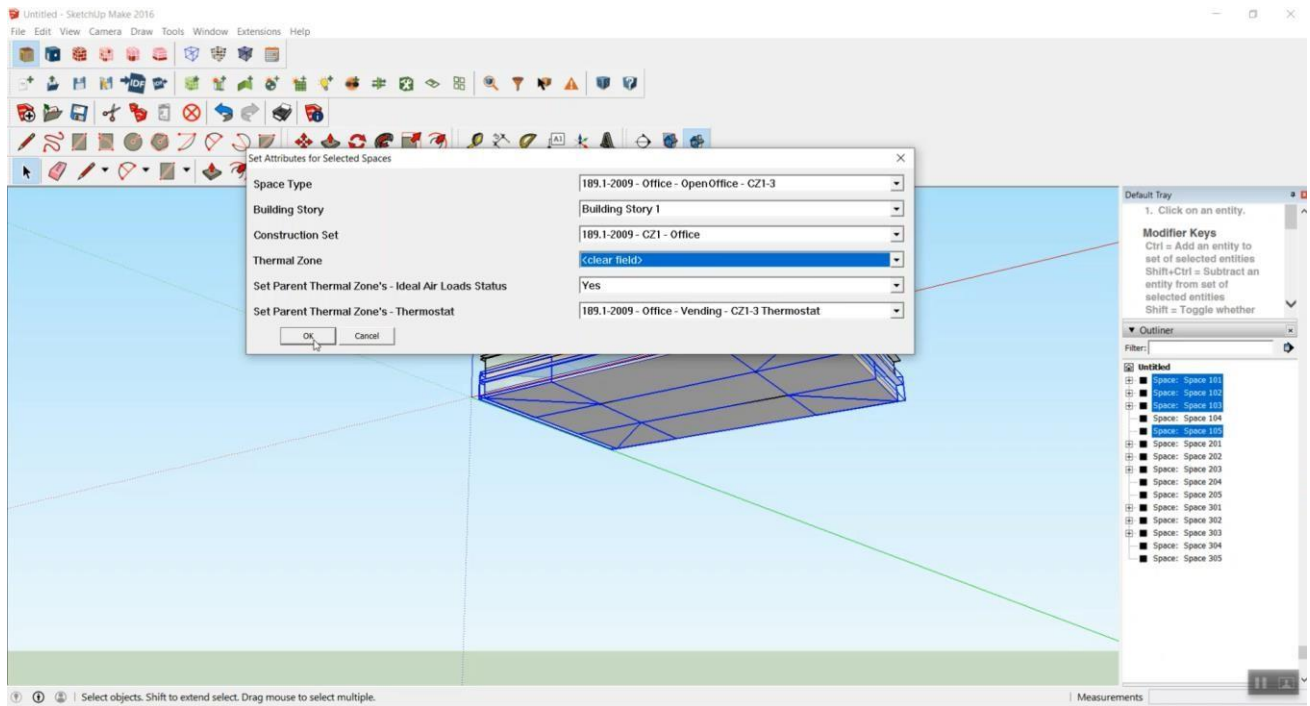 Untitled - SketchUp Make 2016
File Edit View Camera Draw Tools Window Extensions Help
IDF
A1
Set Attributes for Selected Spaces
Space Type 189.1-2009 - Office - OpenOffice - CZ1-3
Building Story Building Story 1
Construction Set 189.1-2009 - CZ1 - Office
Thermal Zone <clear field>
Set Parent Thermal Zone's - Ideal Air Loads Status Yes
Set Parent Thermal Zone's - Thermostat 189.1-2009 - Office - Vending - CZ1-3 Thermostat
OK Cancel
Default Tray
1. Click on an entity.
Modifier Keys
Ctrl = Add an entity to
set of selected entities
Shift+Ctrl = Subtract an
entity from set of
selected entities
Shift = Toggle whether
Outliner
Filter:
Untitled
Space: Space 101
Space: Space 102
Space: Space 103
Space: Space 104
Space: Space 105
Space: Space 201
Space: Space 202
Space: Space 203
Space: Space 204
Space: Space 205
Space: Space 301
Space: Space 302
Space: Space 303
Space: Space 304
Space: Space 305
Select objects. Shift to extend select. Drag mouse to select multiple.
Measurements